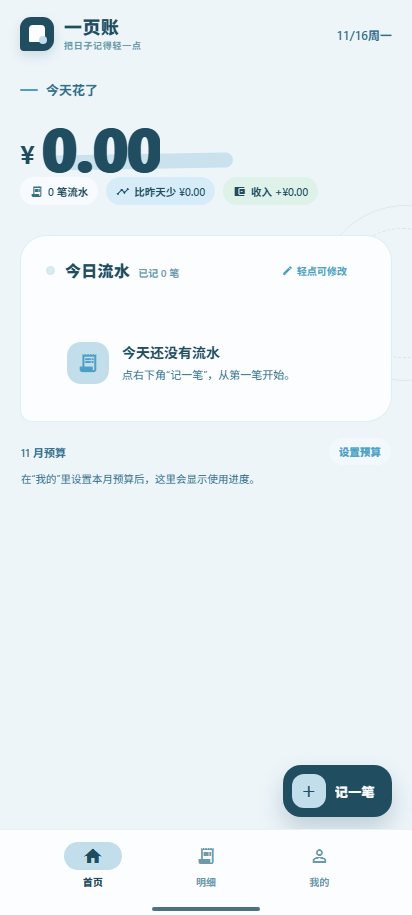 一页账
把日子记得轻一点
11/16周一
今天花了
¥ 0.00
0 笔流水
比昨天少 ¥0.00
收入 +¥0.00
今日流水 已记 0 笔
轻点可修改
今天还没有流水
点右下角“记一笔”，从第一笔开始。
11 月预算
设置预算
在“我的”里设置本月预算后，这里会显示使用进度。
记一笔
首页
明细
我的